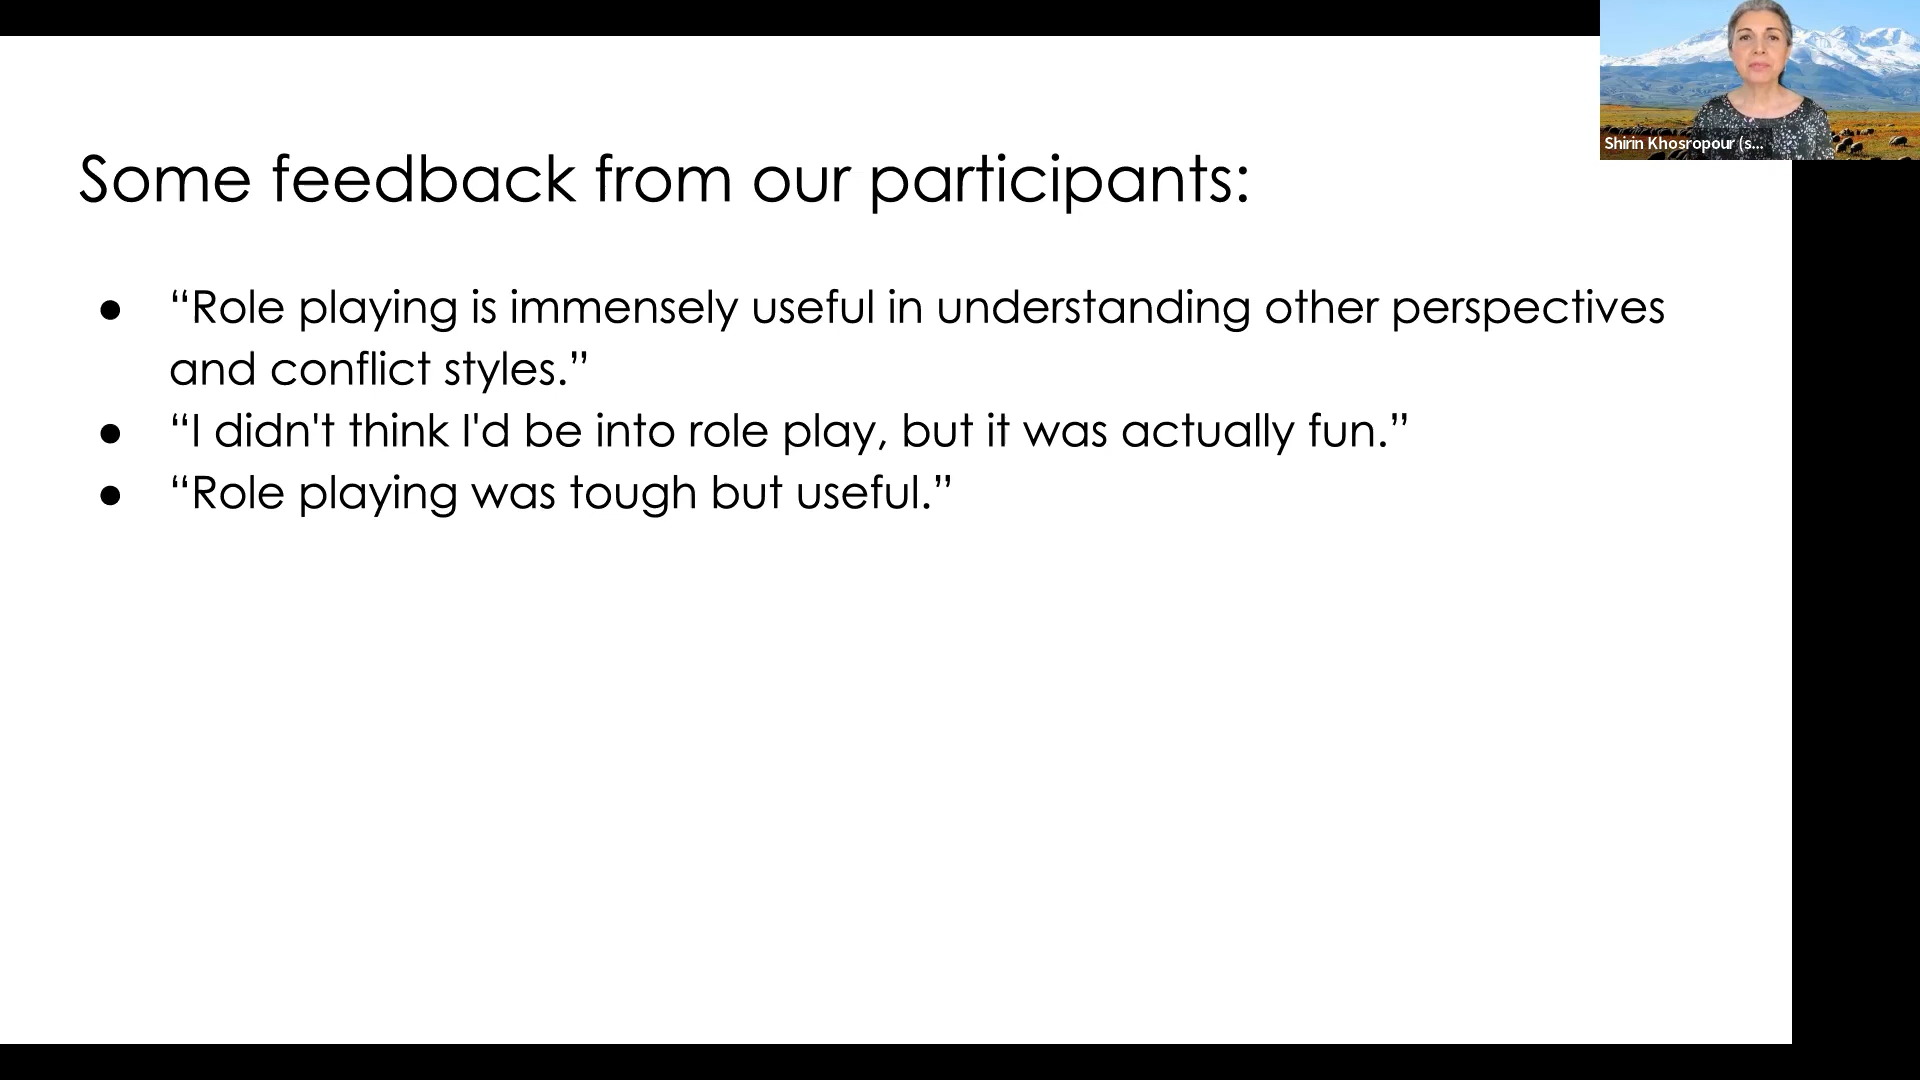 Shirin Khosropour (s...
Some feedback from our participants:
● “Role playing is immensely useful in understanding other perspectives
and conflict styles.”
● “I didn't think I'd be into role play, but it was actually fun.”
● “Role playing was tough but useful.”